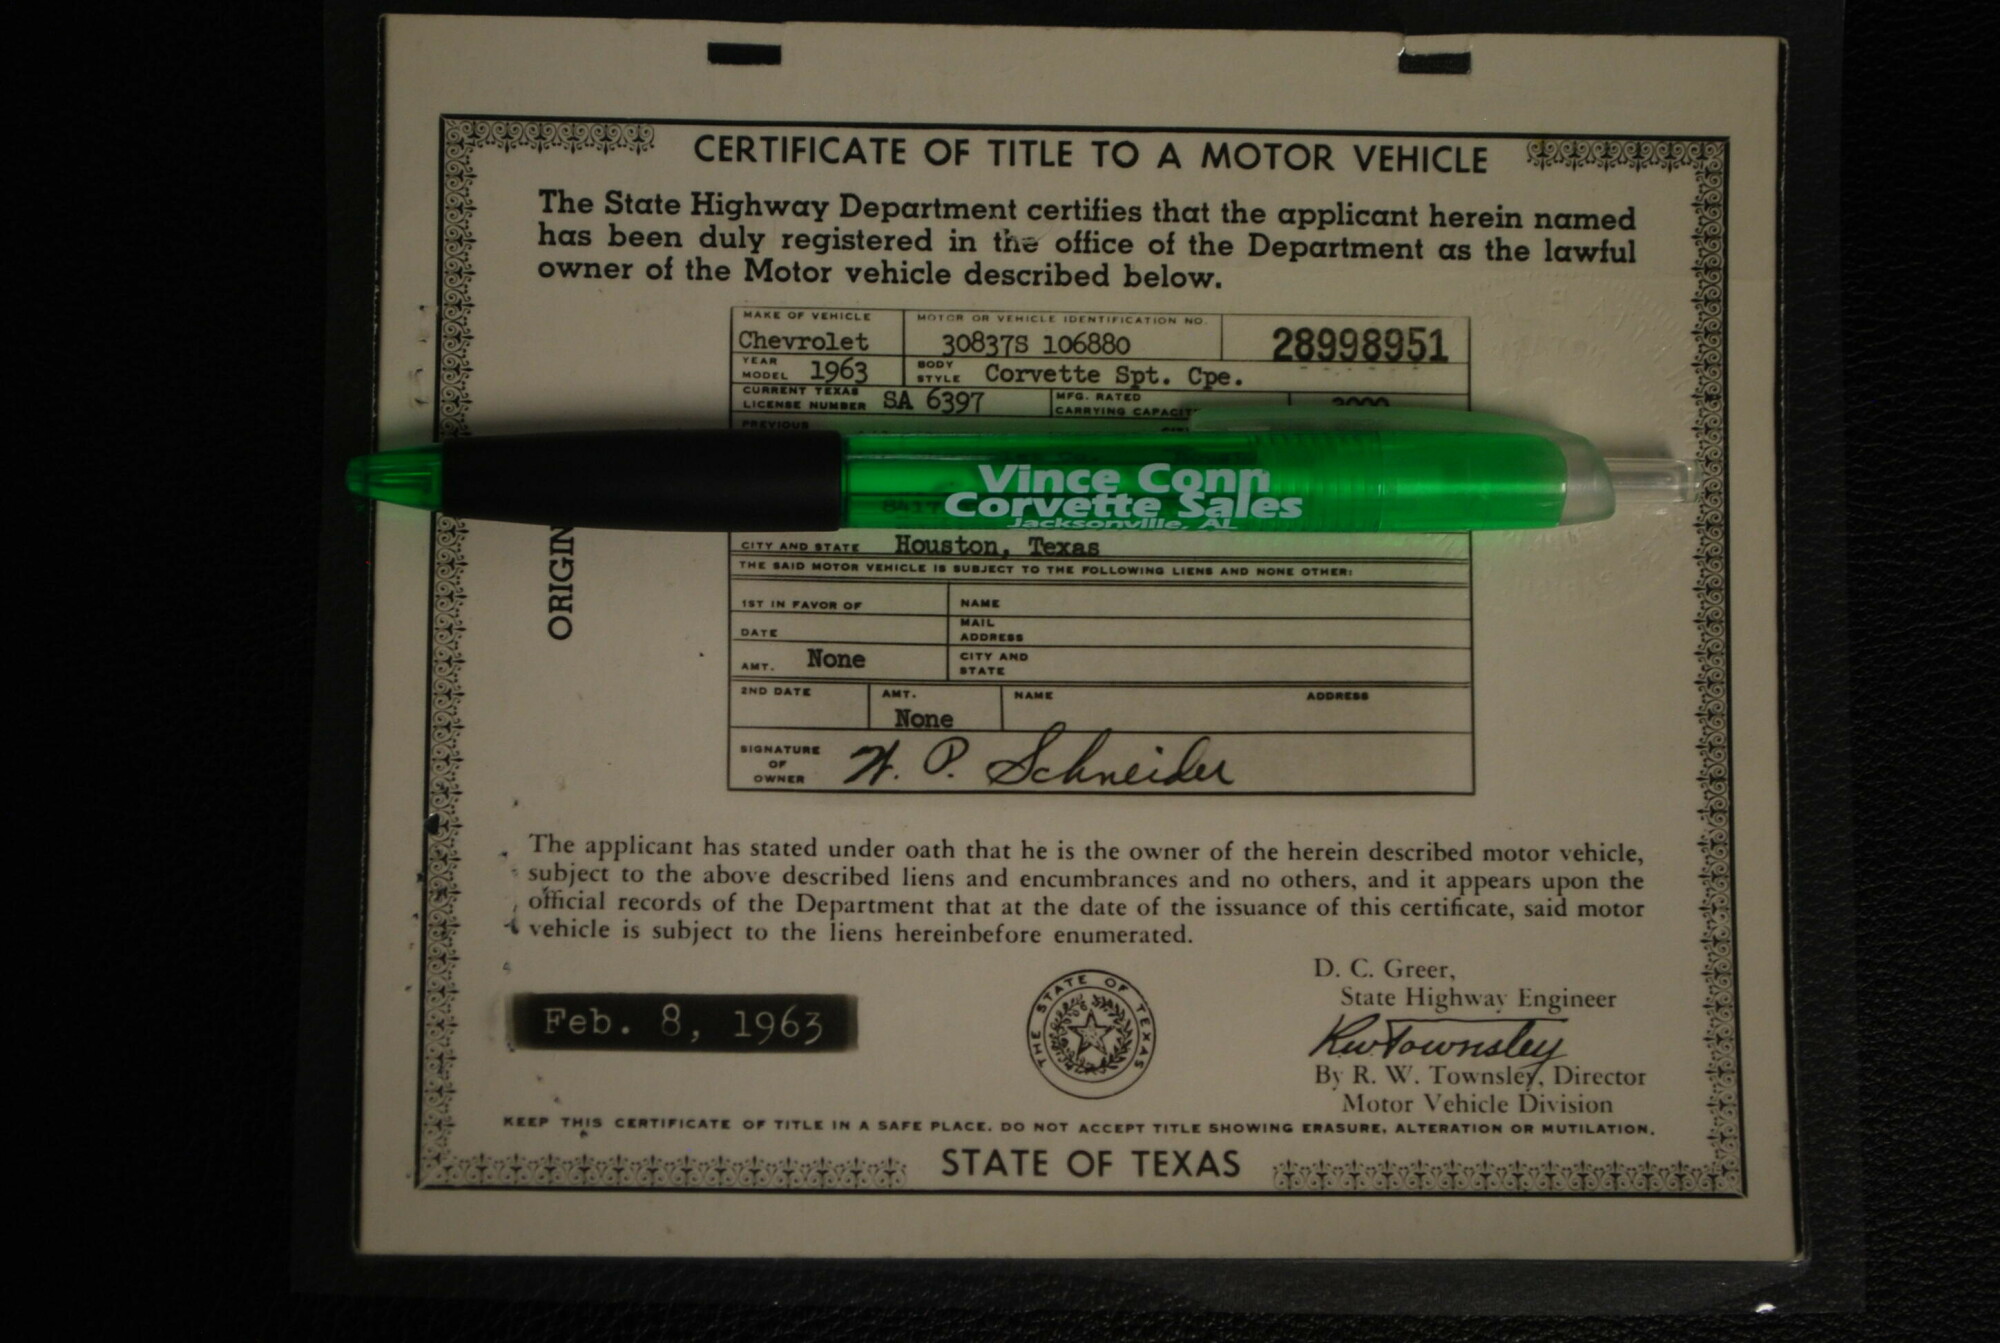 CERTIFICATE OF TITLE TO A MOTOR VEHICLE
The State Highway Department certifies that the applicant herein named
has been duly registered in the office of the Department as the lawful
owner of the Motor vehicle described below.
MAKE OF VEHICLE MOTOR OR VEHICLE IDENTIFICATION NO.
Chevrolet 30837S 106880 28998951
YEAR MODEL 1963 BODY STYLE Corvette Spt. Cpe.
CURRENT TEXAS LICENSE NUMBER SA 6397 MFG. RATED CARRYING 3000
PREVIOUS
Vince Conn
Corvette Sales
Jacksonville, AL
CITY AND STATE Houston, Texas
THE SAID MOTOR VEHICLE IS SUBJECT TO THE FOLLOWING LIENS AND NONE OTHER:
1ST IN FAVOR OF NAME
DATE MAIL ADDRESS
AMT. None CITY AND STATE
2ND DATE AMT. NAME ADDRESS
None
SIGNATURE OF OWNER W. P. Schneider
The applicant has stated under oath that he is the owner of the herein described motor vehicle,
subject to the above described liens and encumbrances and no others, and it appears upon the
official records of the Department that at the date of the issuance of this certificate, said motor
vehicle is subject to the liens hereinbefore enumerated.
D. C. Greer,
State Highway Engineer
Feb. 8, 1963
THE STATE OF TEXAS
RW Townsley
By R. W. Townsley, Director
Motor Vehicle Division
KEEP THIS CERTIFICATE OF TITLE IN A SAFE PLACE. DO NOT ACCEPT TITLE SHOWING ERASURE, ALTERATION OR MUTILATION.
STATE OF TEXAS